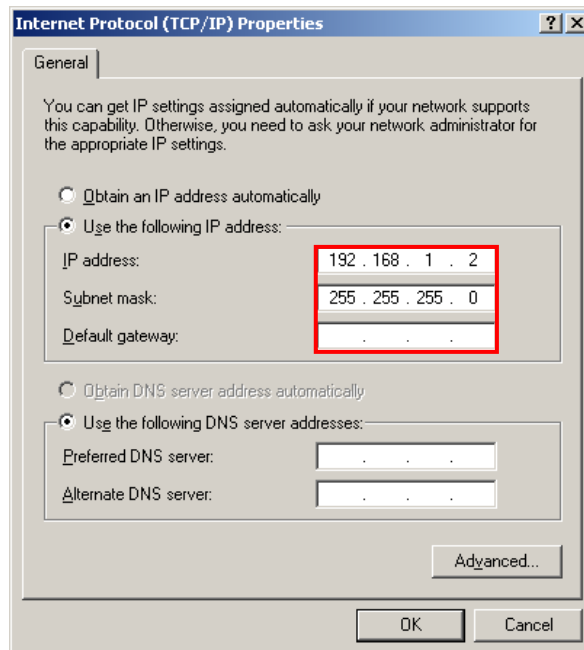 Internet Protocol (TCP/IP) Properties
General
You can get IP settings assigned automatically if your network supports
this capability. Otherwise, you need to ask your network administrator for
the appropriate IP settings.
Obtain an IP address automatically
Use the following IP address:
IP address: 192 . 168 . 1 . 2
Subnet mask: 255 . 255 . 255 . 0
Default gateway: . . .
Obtain DNS server address automatically
Use the following DNS server addresses:
Preferred DNS server: . . .
Alternate DNS server: . . .
Advanced...
OK Cancel